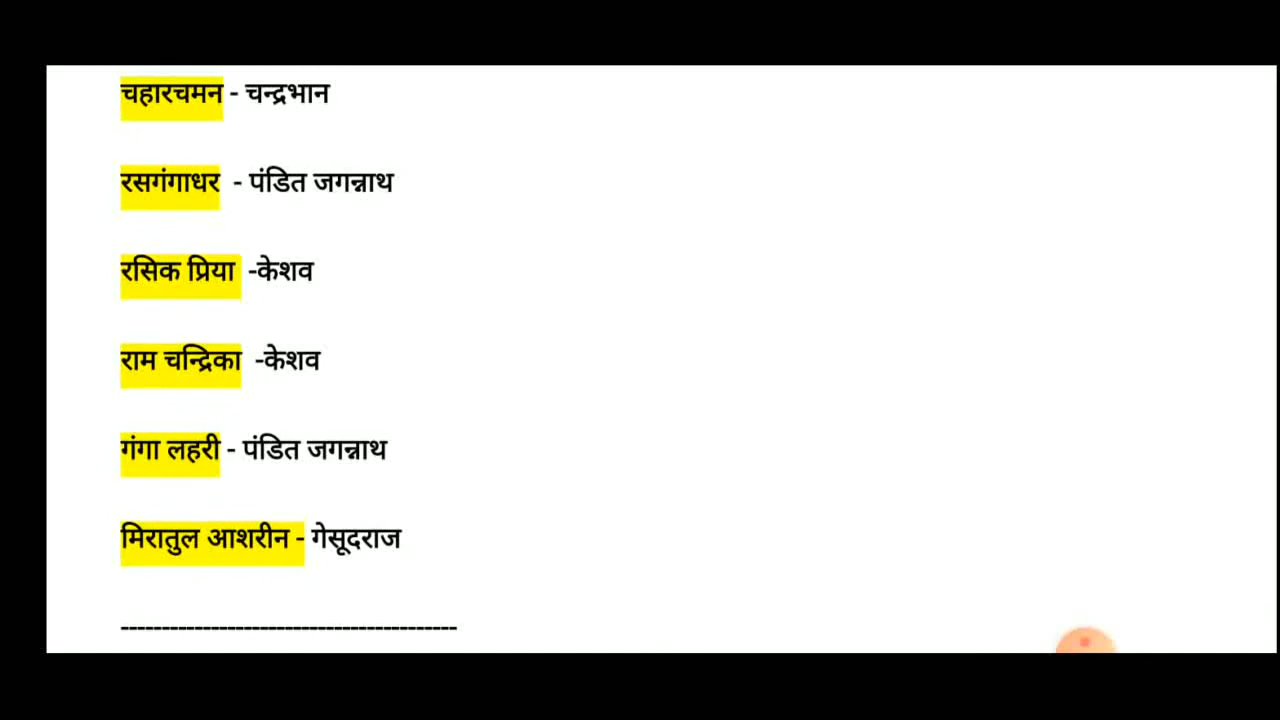 चहारचमन - चन्द्रभान
रसगंगाधर - पंडित जगन्नाथ
रसिक प्रिया -केशव
राम चन्द्रिका -केशव
गंगा लहरी - पंडित जगन्नाथ
मिरातुल आशरीन - गेसूदराज
-----------------------------------------